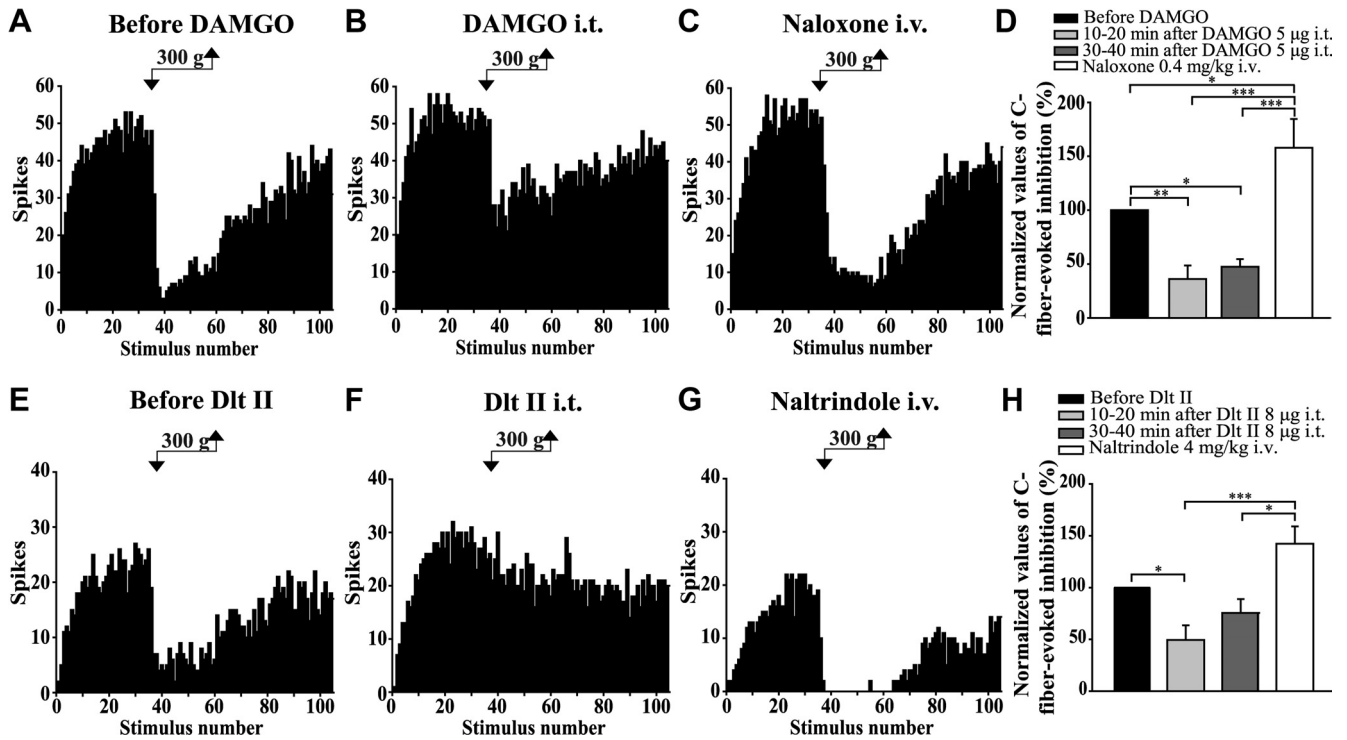 A Before DAMGO
300 g
Spikes
60
50
40
30
20
10
0
0 20 40 60 80 100
Stimulus number
B DAMGO i.t.
300 g
Spikes
60
50
40
30
20
10
0
0 20 40 60 80 100
Stimulus number
C Naloxone i.v.
300 g
Spikes
60
50
40
30
20
10
0
0 20 40 60 80 100
Stimulus number
D
Before DAMGO
10-20 min after DAMGO 5 µg i.t.
30-40 min after DAMGO 5 µg i.t.
Naloxone 0.4 mg/kg i.v.
Normalized values of C-
fiber-evoked inhibition (%)
200
150
100
50
0
*
***
***
*
**
E Before Dlt II
300 g
Spikes
40
30
20
10
0
0 20 40 60 80 100
Stimulus number
F Dlt II i.t.
300 g
Spikes
40
30
20
10
0
0 20 40 60 80 100
Stimulus number
G Naltrindole i.v.
300 g
Spikes
40
30
20
10
0
0 20 40 60 80 100
Stimulus number
H
Before Dlt II
10-20 min after Dlt II 8 µg i.t.
30-40 min after Dlt II 8 µg i.t.
Naltrindole 4 mg/kg i.v.
Normalized values of C-
fiber-evoked inhibition (%)
200
150
100
50
0
***
*
*